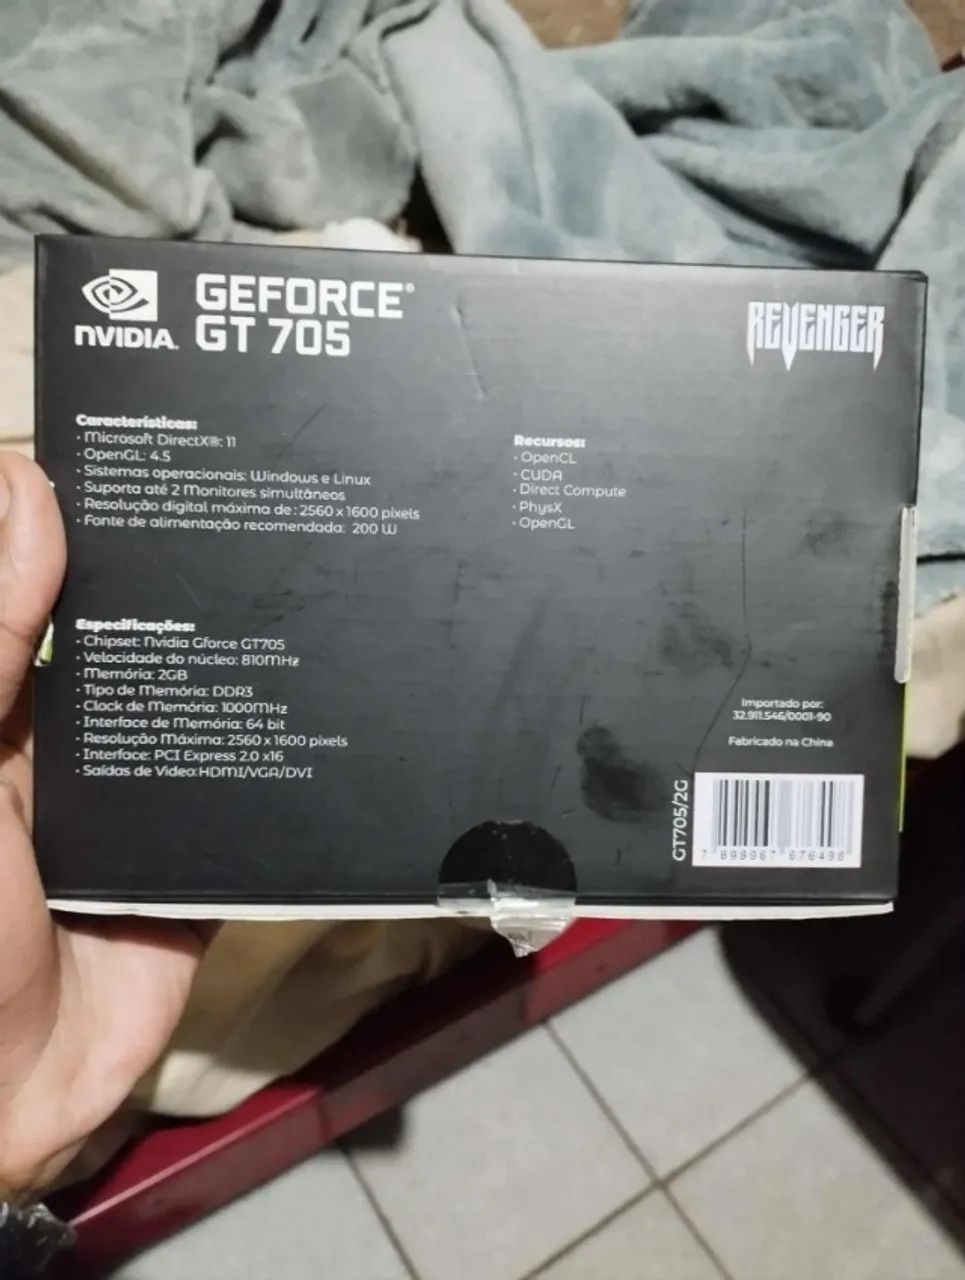 NVIDIA.
GEFORCE®
GT 705
REVENGER
Características:
· Microsoft DirectX®: 11
· OpenGL: 4.5
· Sistemas operacionais: Windows e Linux
· Suporta até 2 Monitores simultâneos
· Resolução digital máxima de: 2560 x 1600 pixels
· Fonte de alimentação recomendada: 200 W
Recursos:
· OpenCL
· CUDA
· Direct Compute
· PhysX
· OpenGL
Especificações:
· Chipset: Nvidia Gforce GT705
· Velocidade do núcleo: 810MHz
· Memória: 2GB
· Tipo de Memória: DDR3
· Clock de Memória: 1000MHz
· Interface de Memória: 64 bit
· Resolução Máxima: 2560 x 1600 pixels
· Interface: PCI Express 2.0 x16
· Saídas de Video:HDMI/VGA/DVI
Importado por:
32.911.546/0001-90
Fabricado na China
GT705/2G
7 899967 676498